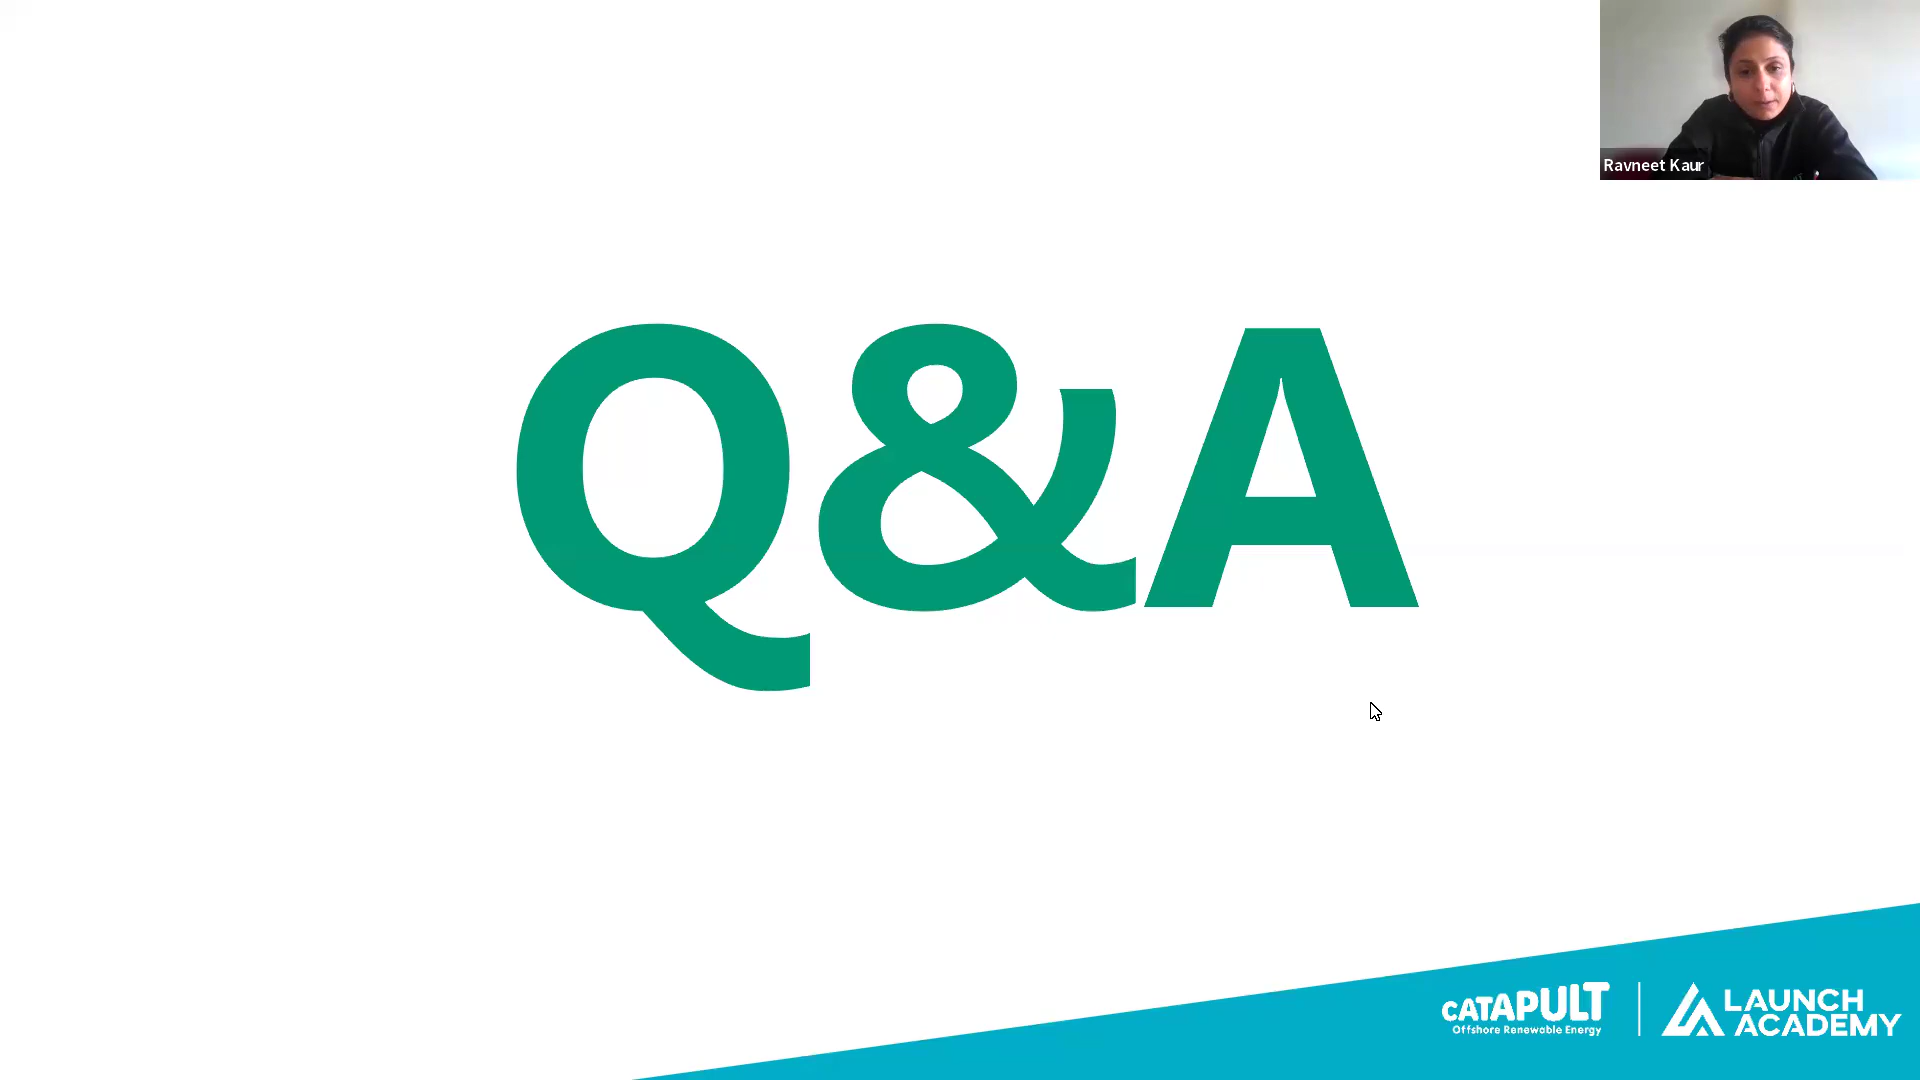 Ravneet Kaur
Q&A
CATAPULT
Offshore Renewable Energy
LAUNCH
ACADEMY